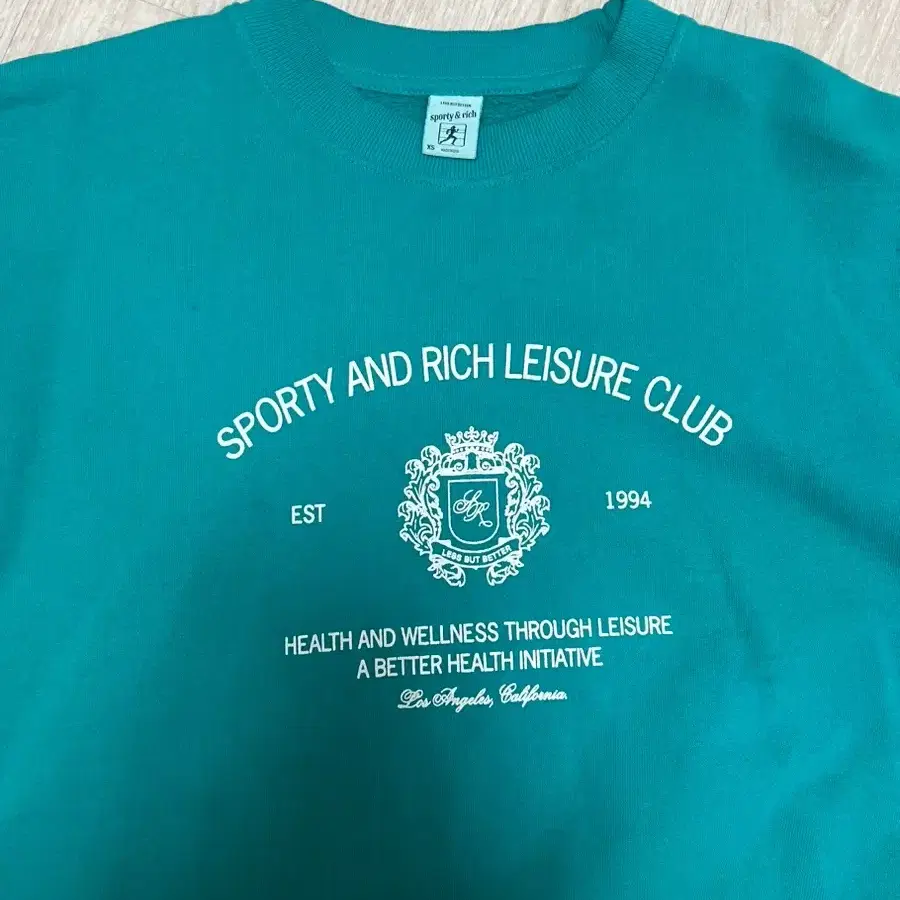 sporty & rich
XS
SPORTY AND RICH LEISURE CLUB
EST
1994
SR
LESS BUT BETTER
HEALTH AND WELLNESS THROUGH LEISURE
A BETTER HEALTH INITIATIVE
Los Angeles, California.